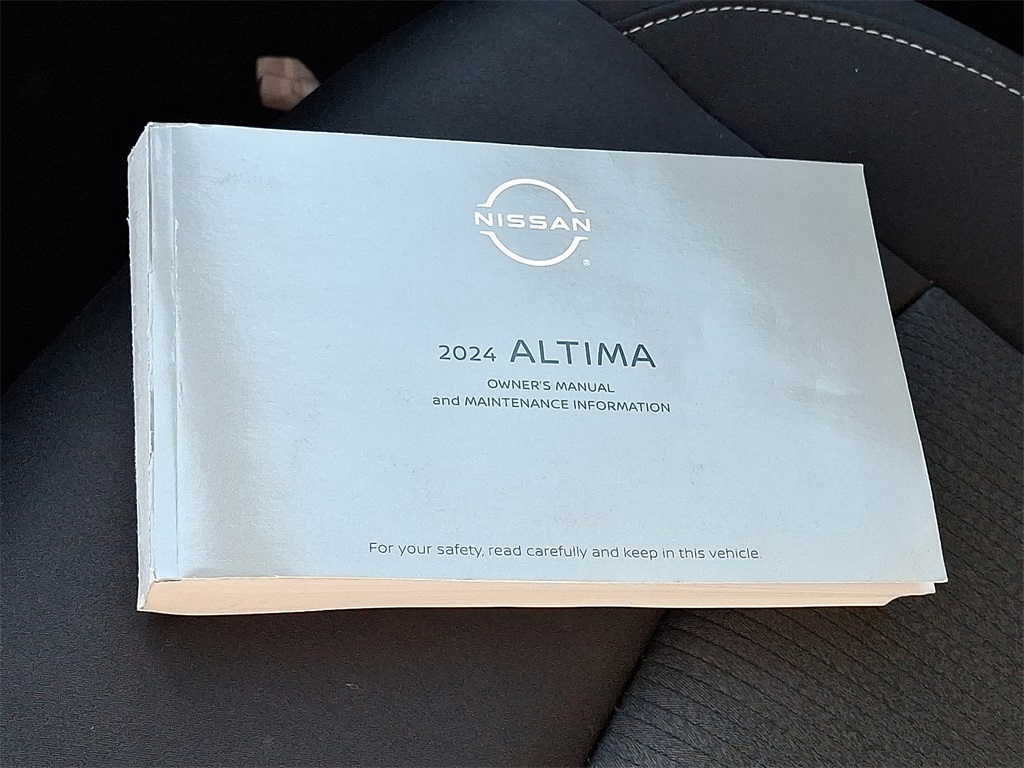 NISSAN
®
2024 ALTIMA
OWNER'S MANUAL
and MAINTENANCE INFORMATION
For your safety, read carefully and keep in this vehicle.